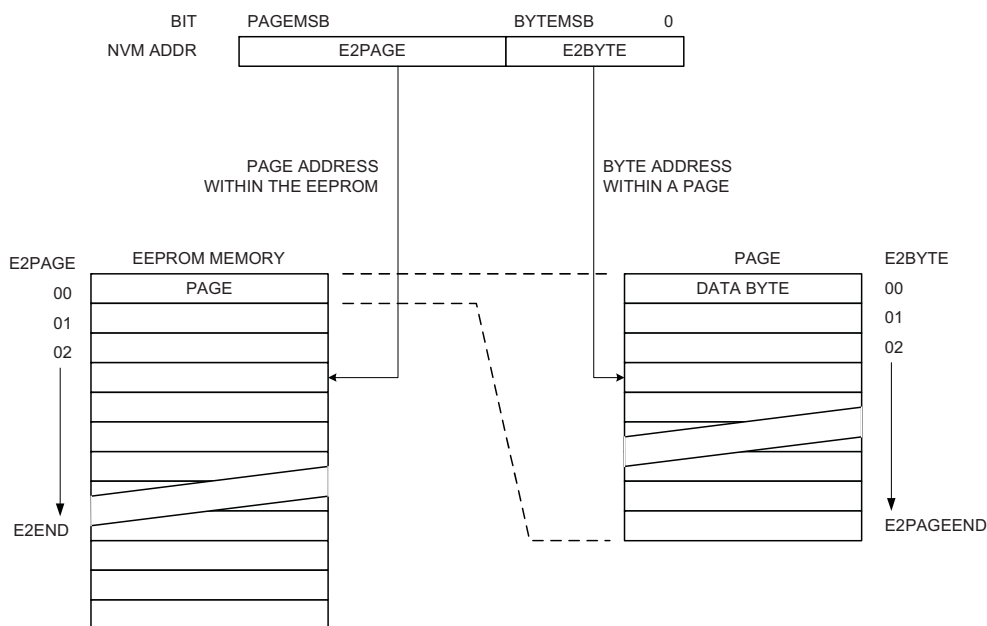 BIT PAGEMSB BYTEMSB 0
NVM ADDR E2PAGE E2BYTE
PAGE ADDRESS
WITHIN THE EEPROM
BYTE ADDRESS
WITHIN A PAGE
E2PAGE EEPROM MEMORY PAGE E2BYTE
00 PAGE DATA BYTE 00
01 01
02 02
E2END E2PAGEEND